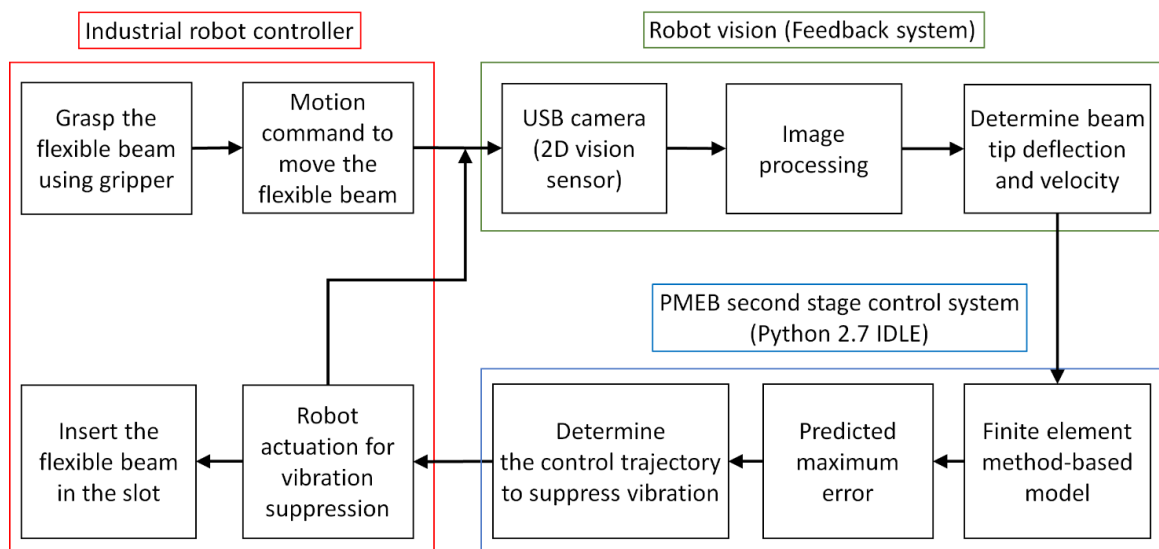 Industrial robot controller
Robot vision (Feedback system)
Grasp the
flexible beam
using gripper
Motion
command to
move the
flexible beam
USB camera
(2D vision
sensor)
Image
processing
Determine beam
tip deflection
and velocity
PMEB second stage control system
(Python 2.7 IDLE)
Insert the
flexible beam
in the slot
Robot
actuation for
vibration
suppression
Determine
the control trajectory
to suppress vibration
Predicted
maximum
error
Finite element
method-based
model